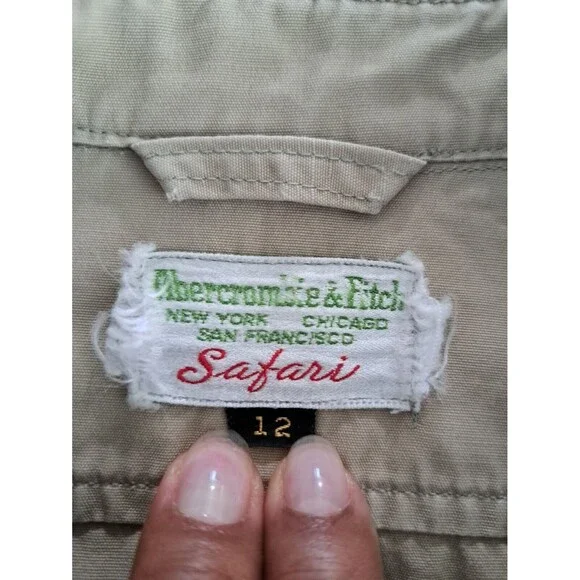 Abercrombie & Fitch
NEW YORK CHICAGO
SAN FRANCISCO
Safari
12